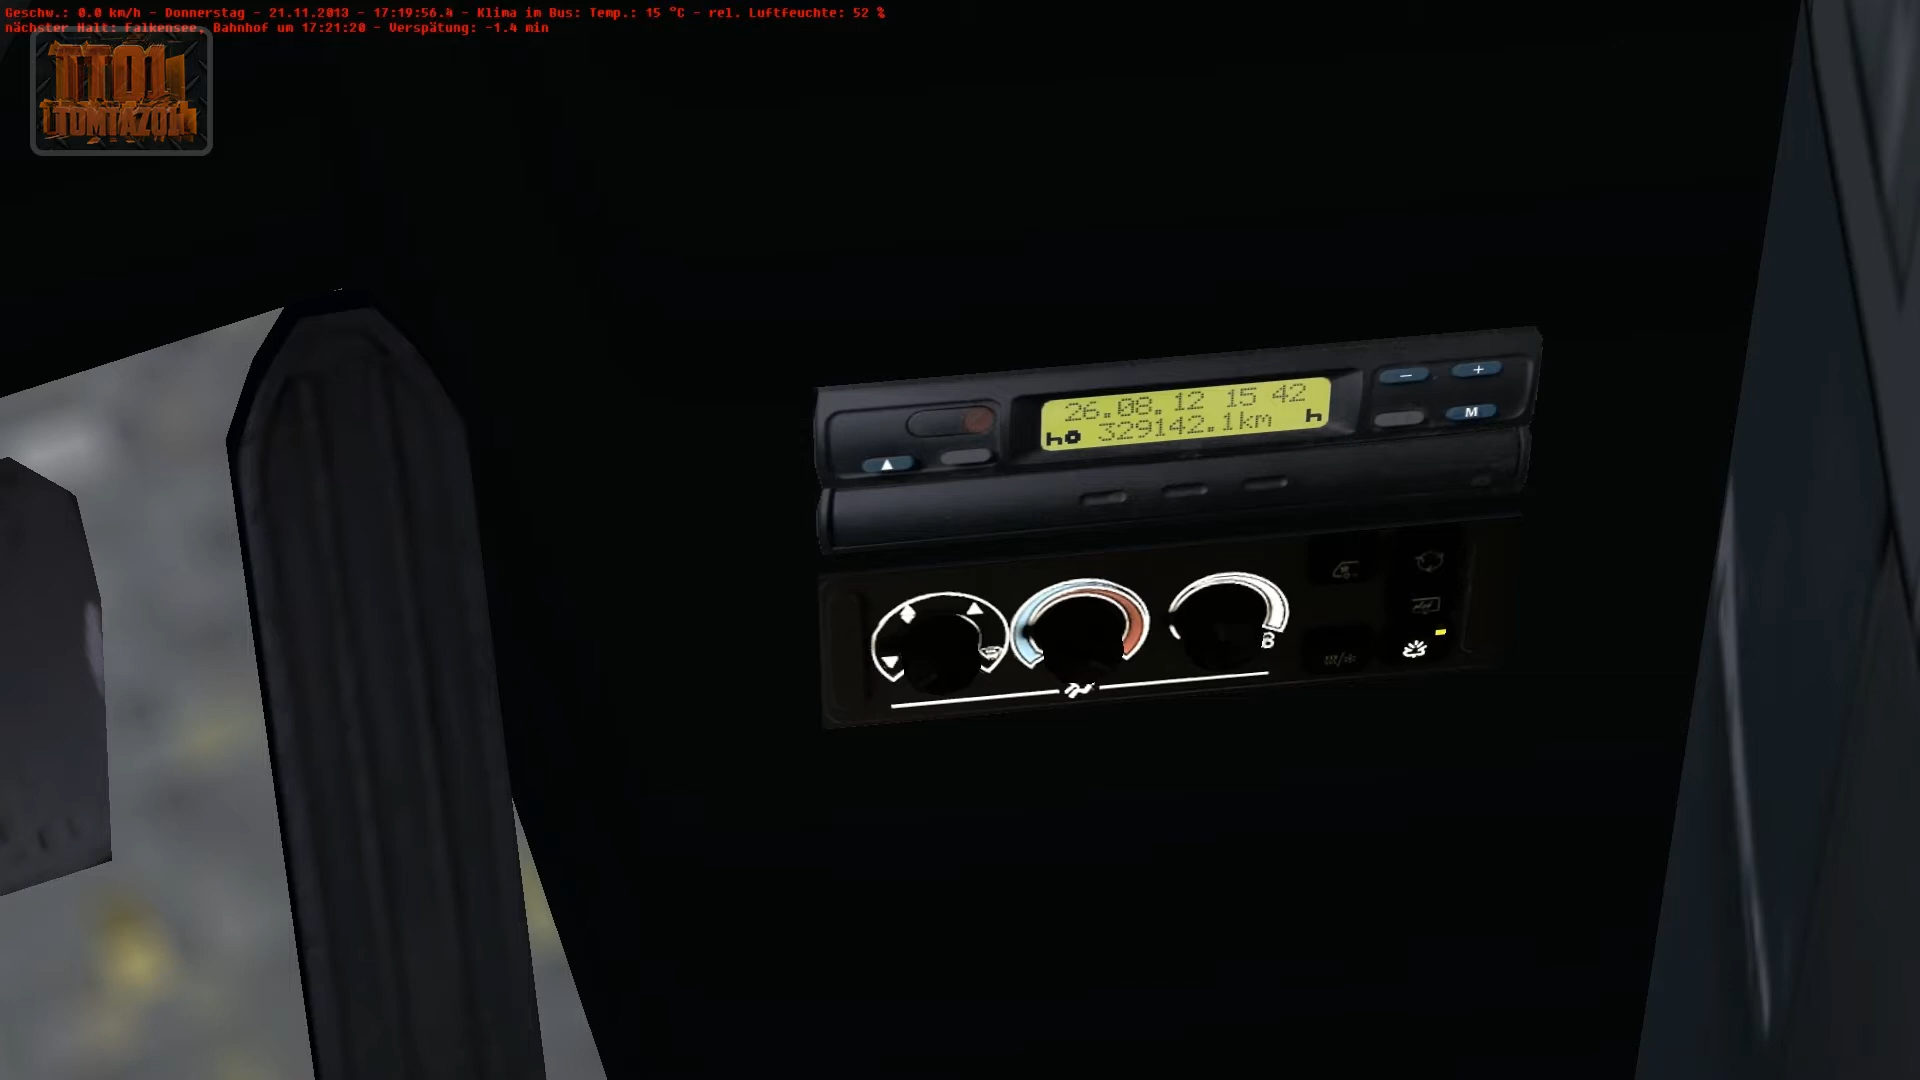 Geschw.: 0.0 km/h - Donnerstag - 21.11.2013 - 17:19:56.4 - Klima im Bus: Temp.: 15 °C - rel. Luftfeuchte: 52 %
nächster Halt: Falkensee, Bahnhof um 17:21:20 - Verspätung: -1.4 min
TT01
TOMTAZ01
26.08.12 15 42
h 329142.1km h
- +
M
B